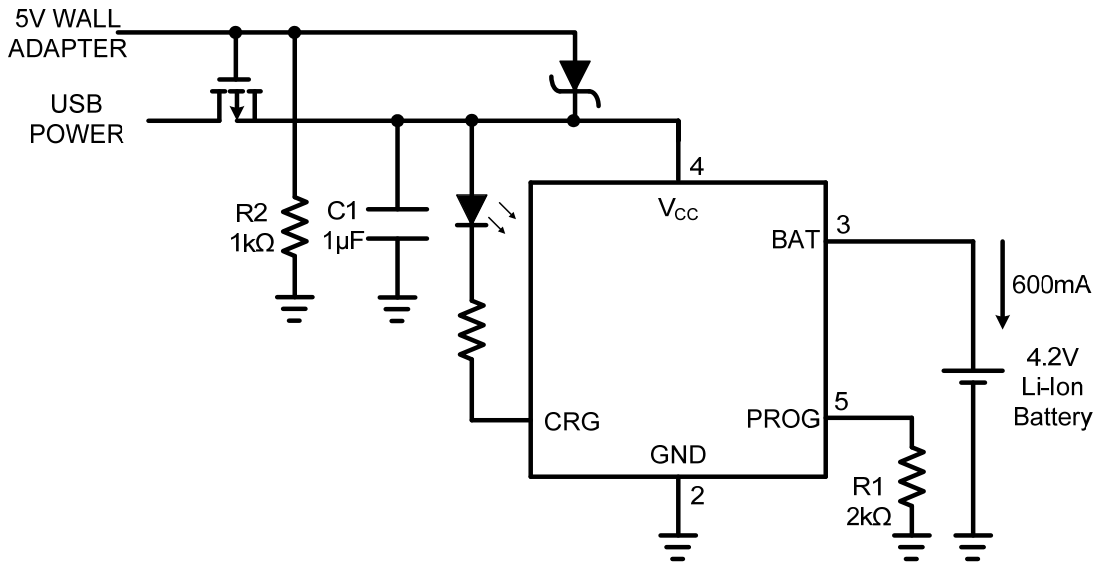 5V WALL
ADAPTER
USB
POWER
R2
1kΩ
C1
1µF
4
VCC
BAT
3
600mA
4.2V
Li-Ion
Battery
CRG
PROG
5
GND
2
R1
2kΩ